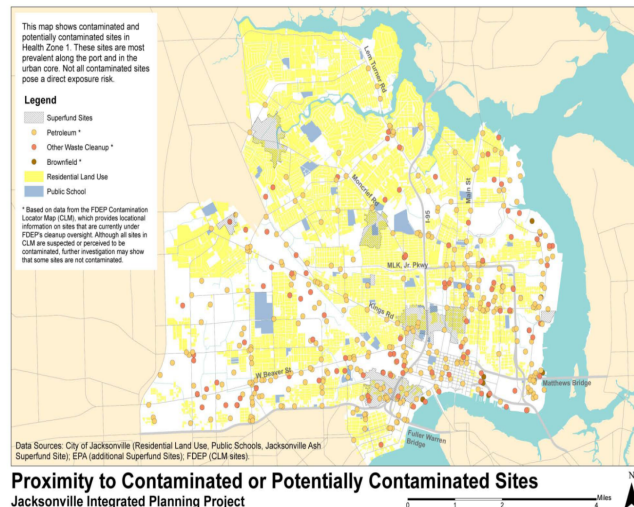 This map shows contaminated and
potentially contaminated sites in
Health Zone 1. These sites are most
prevalent along the port and in the
urban core. Not all contaminated sites
pose a direct exposure risk.
Legend
Superfund Sites
Petroleum *
Other Waste Cleanup *
Brownfield *
Residential Land Use
Public School
* Based on data from the FDEP Contamination
Locator Map (CLM), which provides locational
information on sites that are currently under
FDEP's cleanup oversight. Although all sites in
CLM are suspected or perceived to be
contaminated, further investigation may show
that some sites are not contaminated.
Lem Turner Rd
Moncrief Rd
I-95
Main St
MLK, Jr. Pkwy
Kings Rd
W Beaver St
Matthews Bridge
Fuller Warren
Bridge
Data Sources: City of Jacksonville (Residential Land Use, Public Schools, Jacksonville Ash
Superfund Site); EPA (additional Superfund Sites); FDEP (CLM sites).
Proximity to Contaminated or Potentially Contaminated Sites
Jacksonville Integrated Planning Project
Miles
0 1 2 4
N